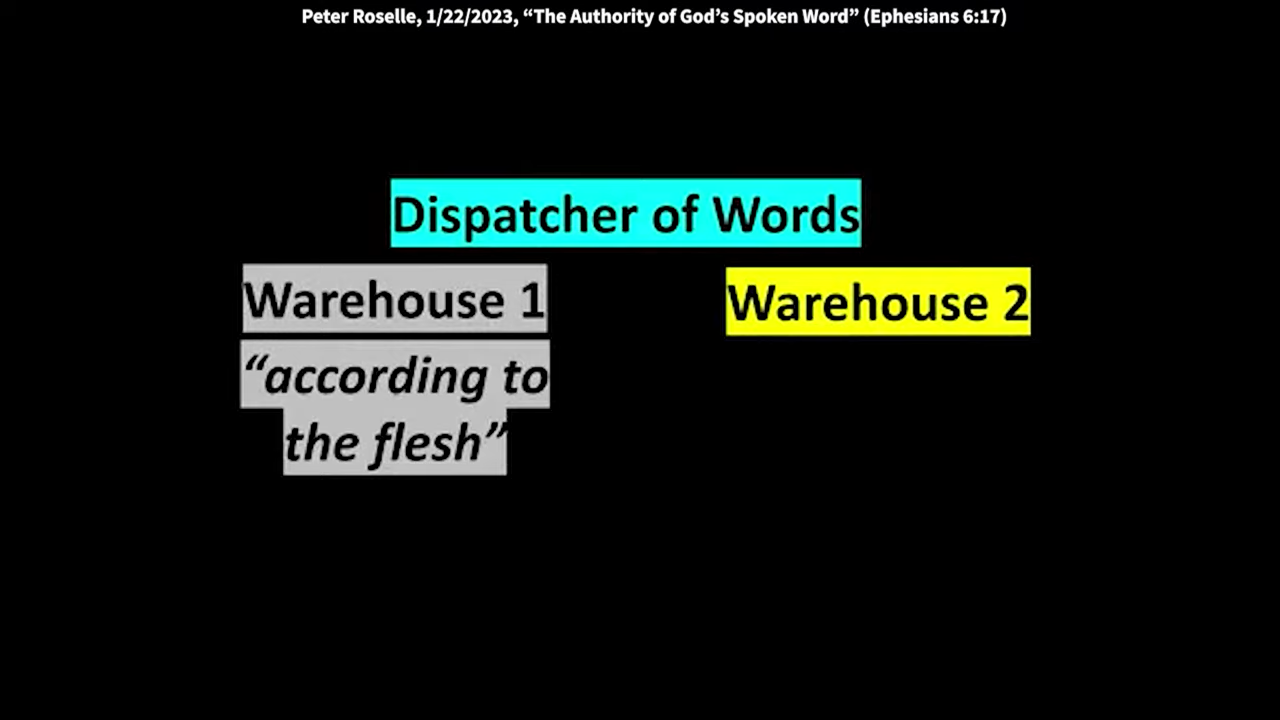 Peter Roselle, 1/22/2023, “The Authority of God’s Spoken Word” (Ephesians 6:17)
Dispatcher of Words
Warehouse 1
Warehouse 2
“according to
the flesh”